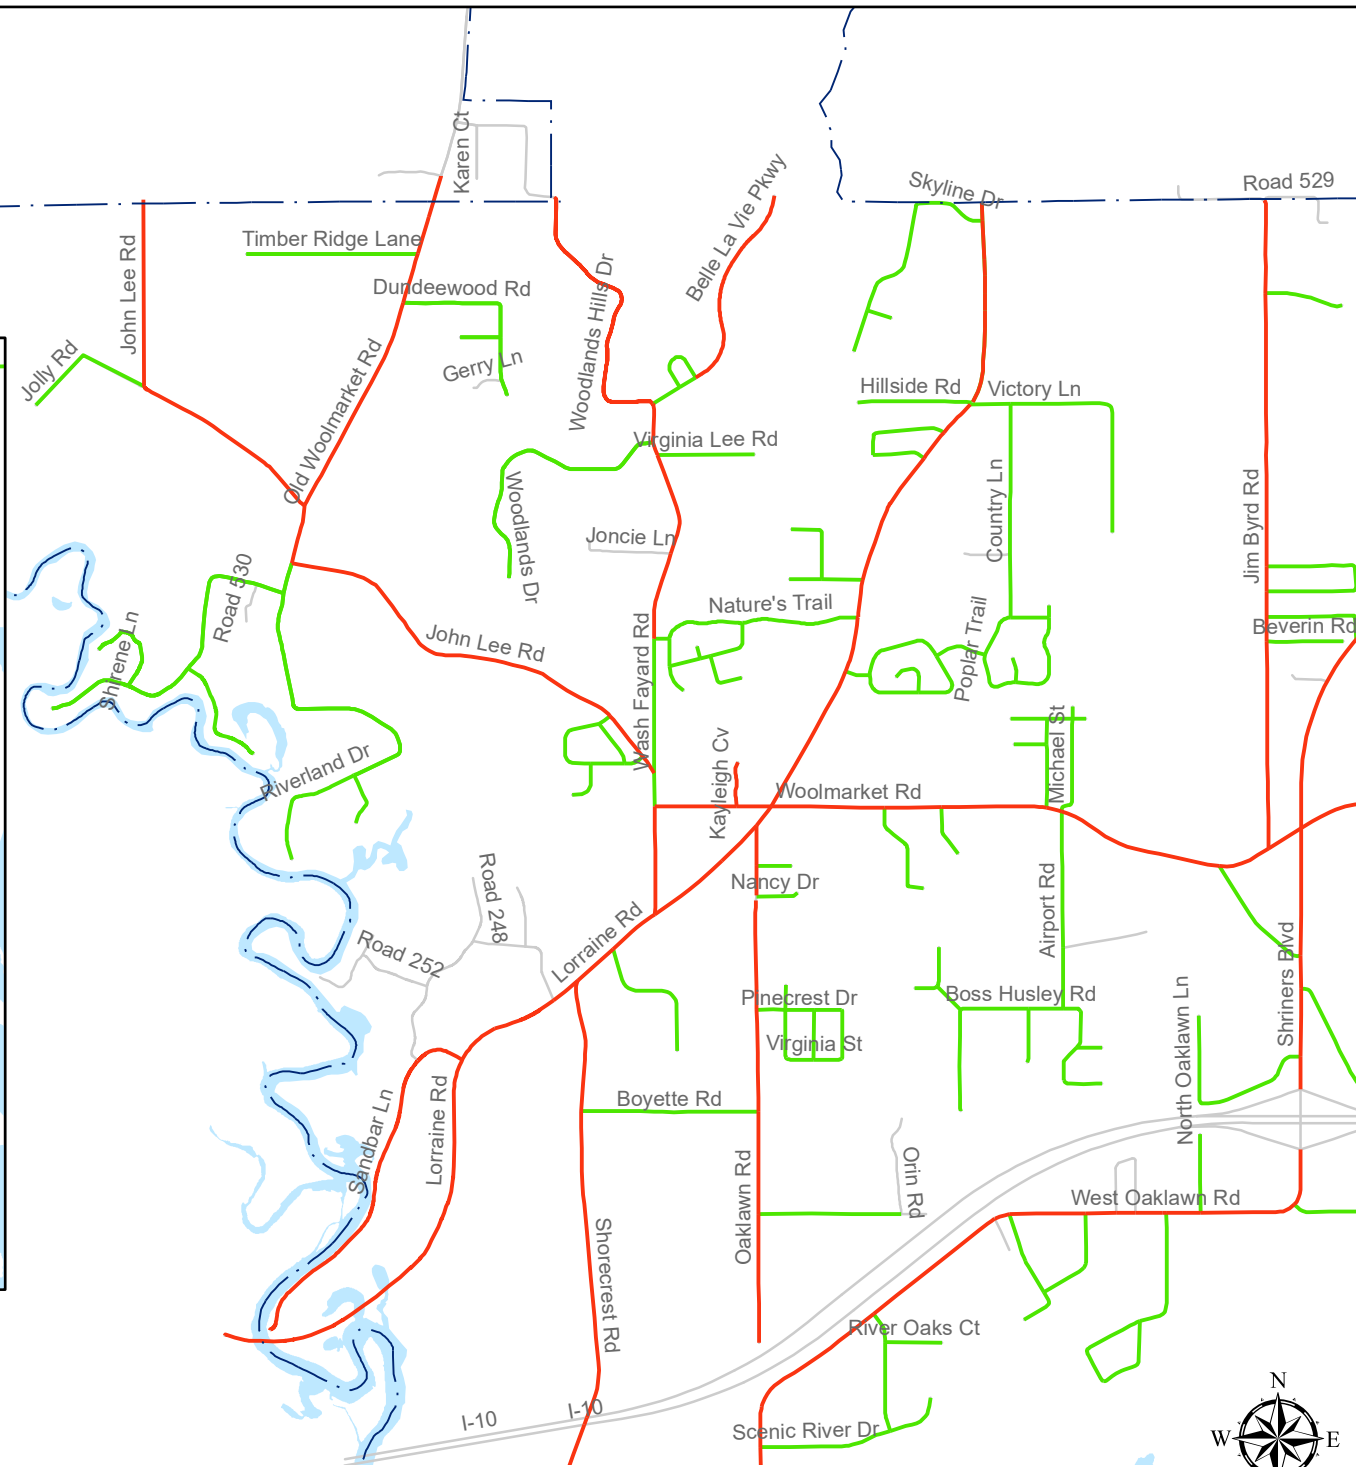 Karen Ct
Skyline Dr
Road 529
Belle La Vie Pkwy
Timber Ridge Lane
John Lee Rd
Dundeewood Rd
Woodlands Hills Dr
Jolly Rd
Gerry Ln
Old Woolmarket Rd
Hillside Rd
Victory Ln
Virginia Lee Rd
Woodlands Dr
Country Ln
Jim Byrd Rd
Joncie Ln
Road 530
Nature's Trail
Shirene Ln
John Lee Rd
Wash Fayard Rd
Poplar Trail
Beverin Rd
Michael St
Riverland Dr
Kayleigh Cv
Woolmarket Rd
Road 248
Nancy Dr
Airport Rd
Road 252
Lorraine Rd
Shriners Blvd
Pinecrest Dr
Boss Husley Rd
North Oaklawn Ln
Virginia St
Sandbar Ln
Lorraine Rd
Boyette Rd
Oaklawn Rd
Orin Rd
West Oaklawn Rd
Shorecrest Rd
River Oaks Ct
I-10
I-10
Scenic River Dr
N
W
E